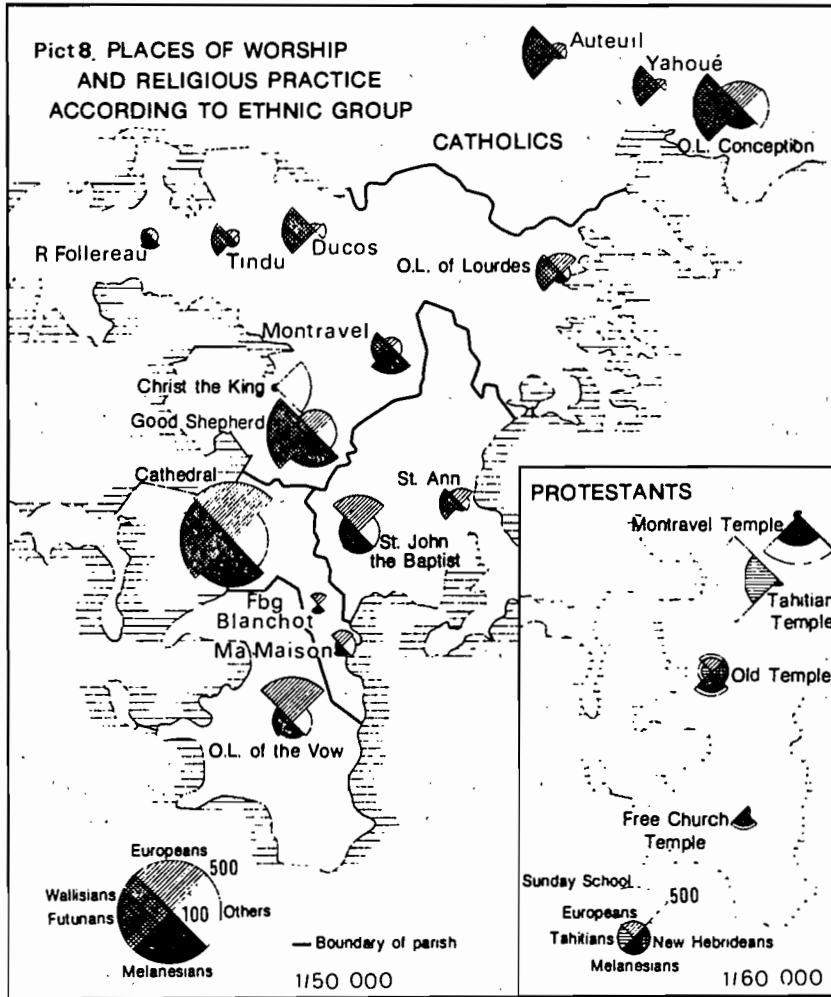 Pict 8. PLACES OF WORSHIP
AND RELIGIOUS PRACTICE
ACCORDING TO ETHNIC GROUP
CATHOLICS
Auteuil
Yahoué
O.L. Conception
R Follereau
Tindu
Ducos
O.L. of Lourdes
Montravel
Christ the King
Good Shepherd
Cathedral
St. Ann
St. John
the Baptist
Fbg
Blanchot
Ma Maison
O.L. of the Vow
Europeans
500
Wallisians
Futunans
100
Others
Melanesians
Boundary of parish
1/50 000
PROTESTANTS
Montravel Temple
Tahitian
Temple
Old Temple
Free Church
Temple
Sunday School
500
Europeans
Tahitians
New Hebrideans
Melanesians
1/60 000